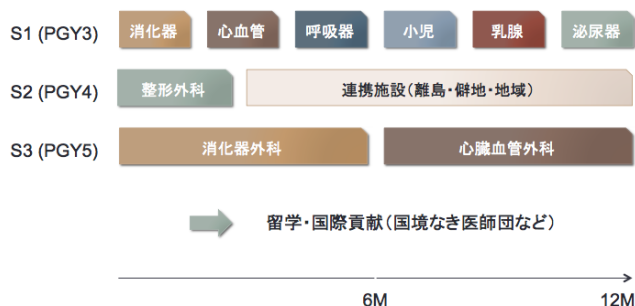 S1 (PGY3) 消化器 心血管 呼吸器 小児 乳腺 泌尿器
S2 (PGY4) 整形外科 連携施設（離島・僻地・地域）
S3 (PGY5) 消化器外科 心臓血管外科
留学・国際貢献（国境なき医師団など）
6M 12M